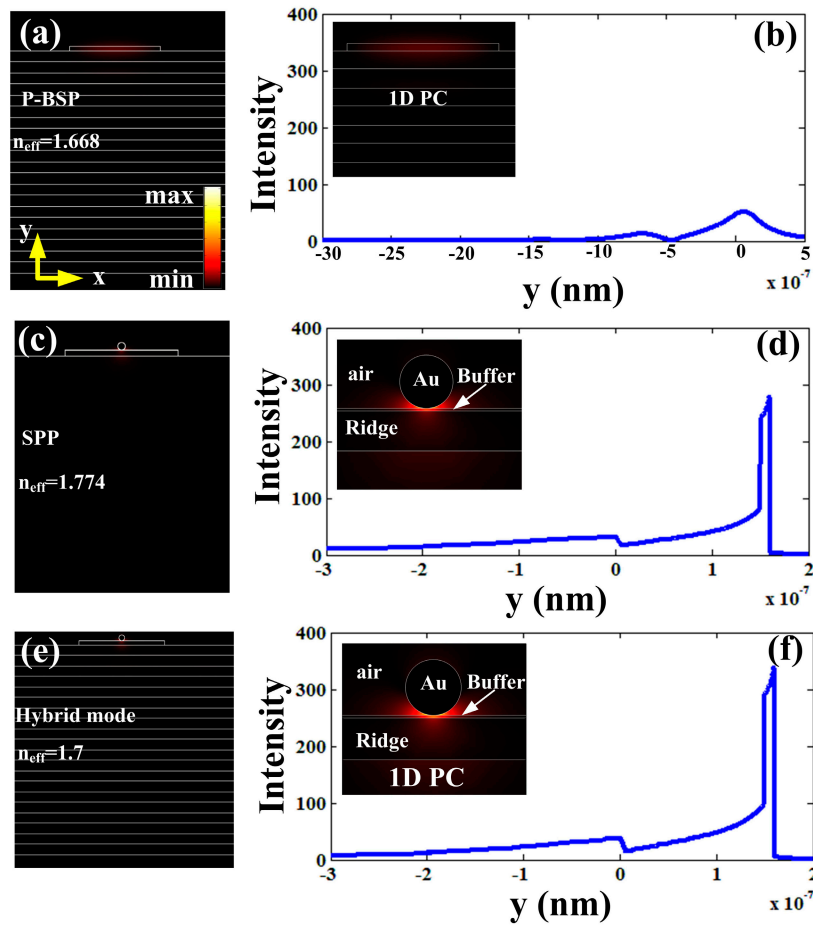 (a)
P-BSP
neff=1.668
max
min
y
x
(b)
400
300
200
100
0
Intensity
1D PC
-30 -25 -20 -15 -10 -5 0 5
y (nm)
x 10-7
(c)
SPP
neff=1.774
(d)
400
300
200
100
0
Intensity
air
Au
Buffer
Ridge
-3 -2 -1 0 1 2
y (nm)
x 10-7
(e)
Hybrid mode
neff=1.7
(f)
400
300
200
100
0
Intensity
air
Au
Buffer
Ridge
1D PC
-3 -2 -1 0 1 2
y (nm)
x 10-7